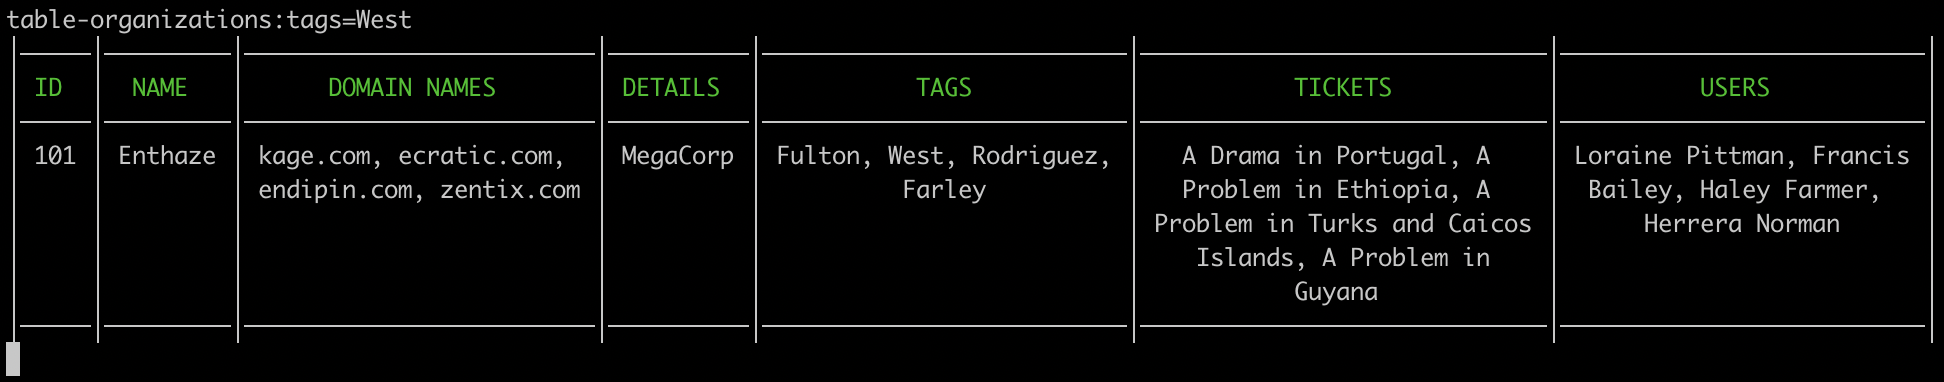 table-organizations:tags=West
ID NAME DOMAIN NAMES DETAILS TAGS TICKETS USERS
101 Enthaze kage.com, ecratic.com, MegaCorp Fulton, West, Rodriguez, A Drama in Portugal, A Loraine Pittman, Francis
endipin.com, zentix.com Farley Problem in Ethiopia, A Bailey, Haley Farmer,
Problem in Turks and Caicos Herrera Norman
Islands, A Problem in
Guyana